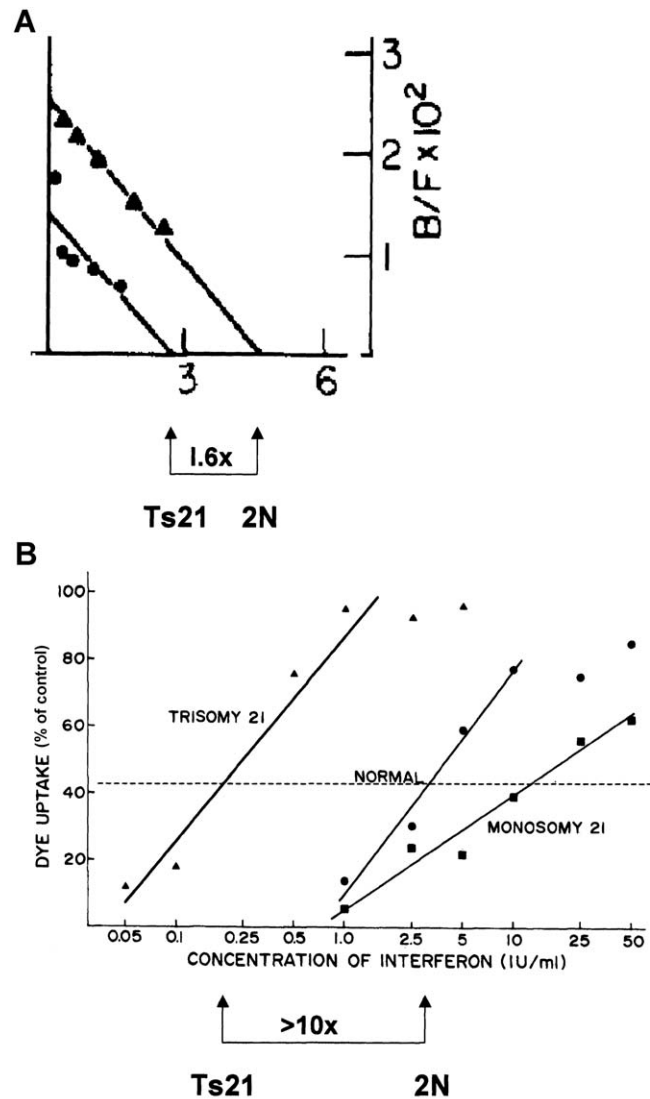 A
3
2
1
B/F×10²
3 6
1.6x
Ts21 2N
B
100
80
60
40
20
DYE UPTAKE (% of control)
TRISOMY 21
NORMAL
MONOSOMY 21
0.05 0.1 0.25 0.5 1.0 2.5 5 10 25 50
CONCENTRATION OF INTERFERON (IU/ml)
>10x
Ts21 2N